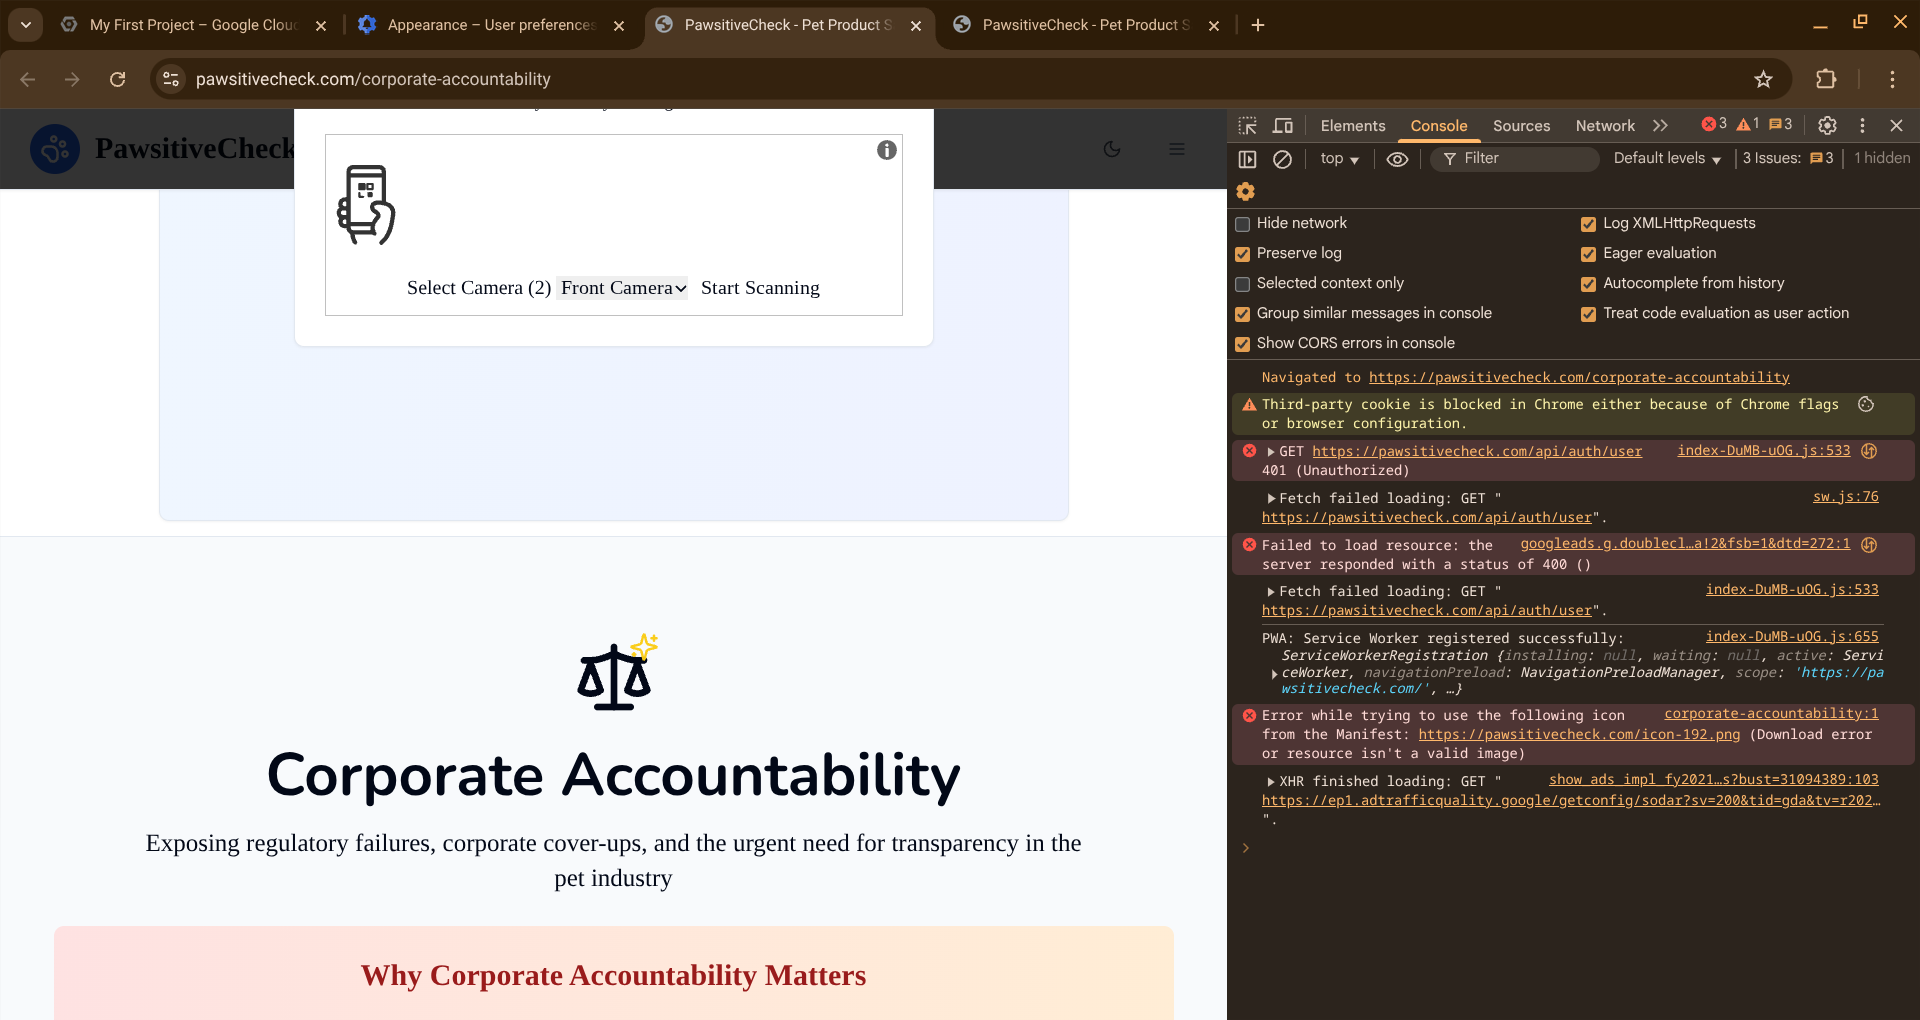 My First Project – Google Clou
Appearance – User preferences
PawsitiveCheck - Pet Product S
PawsitiveCheck - Pet Product S
pawsitivecheck.com/corporate-accountability
PawsitiveCheck
Select Camera (2) Front Camera Start Scanning
Corporate Accountability
Exposing regulatory failures, corporate cover-ups, and the urgent need for transparency in the
pet industry
Why Corporate Accountability Matters
Elements Console Sources Network 3 1 3
top Filter Default levels 3 Issues: 3 1 hidden
Hide network Log XMLHttpRequests
Preserve log Eager evaluation
Selected context only Autocomplete from history
Group similar messages in console Treat code evaluation as user action
Show CORS errors in console
Navigated to https://pawsitivecheck.com/corporate-accountability
Third-party cookie is blocked in Chrome either because of Chrome flags
or browser configuration.
GET https://pawsitivecheck.com/api/auth/user index-DuMB-uOG.js:533
401 (Unauthorized)
Fetch failed loading: GET " sw.js:76
https://pawsitivecheck.com/api/auth/user".
Failed to load resource: the googleads.g.doublecl…a!2&fsb=1&dtd=272:1
server responded with a status of 400 ()
Fetch failed loading: GET " index-DuMB-uOG.js:533
https://pawsitivecheck.com/api/auth/user".
PWA: Service Worker registered successfully: index-DuMB-uOG.js:655
ServiceWorkerRegistration {installing: null, waiting: null, active: Servi
ceWorker, navigationPreload: NavigationPreloadManager, scope: 'https://pa
wsitivecheck.com/', …}
Error while trying to use the following icon corporate-accountability:1
from the Manifest: https://pawsitivecheck.com/icon-192.png (Download error
or resource isn't a valid image)
XHR finished loading: GET " show_ads_impl_fy2021…s?bust=31094389:103
https://ep1.adtrafficquality.google/getconfig/sodar?sv=200&tid=gda&tv=r202…
".